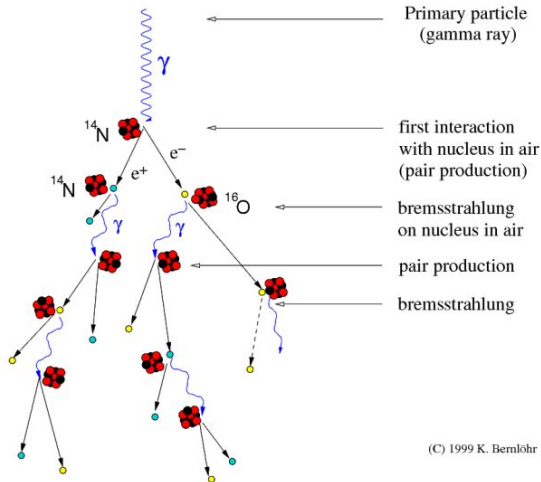 Primary particle
(gamma ray)
γ
¹⁴N
first interaction
with nucleus in air
(pair production)
e⁺
e⁻
¹⁴N
¹⁶O
bremsstrahlung
on nucleus in air
γ
γ
pair production
bremsstrahlung
(C) 1999 K. Bernlöhr